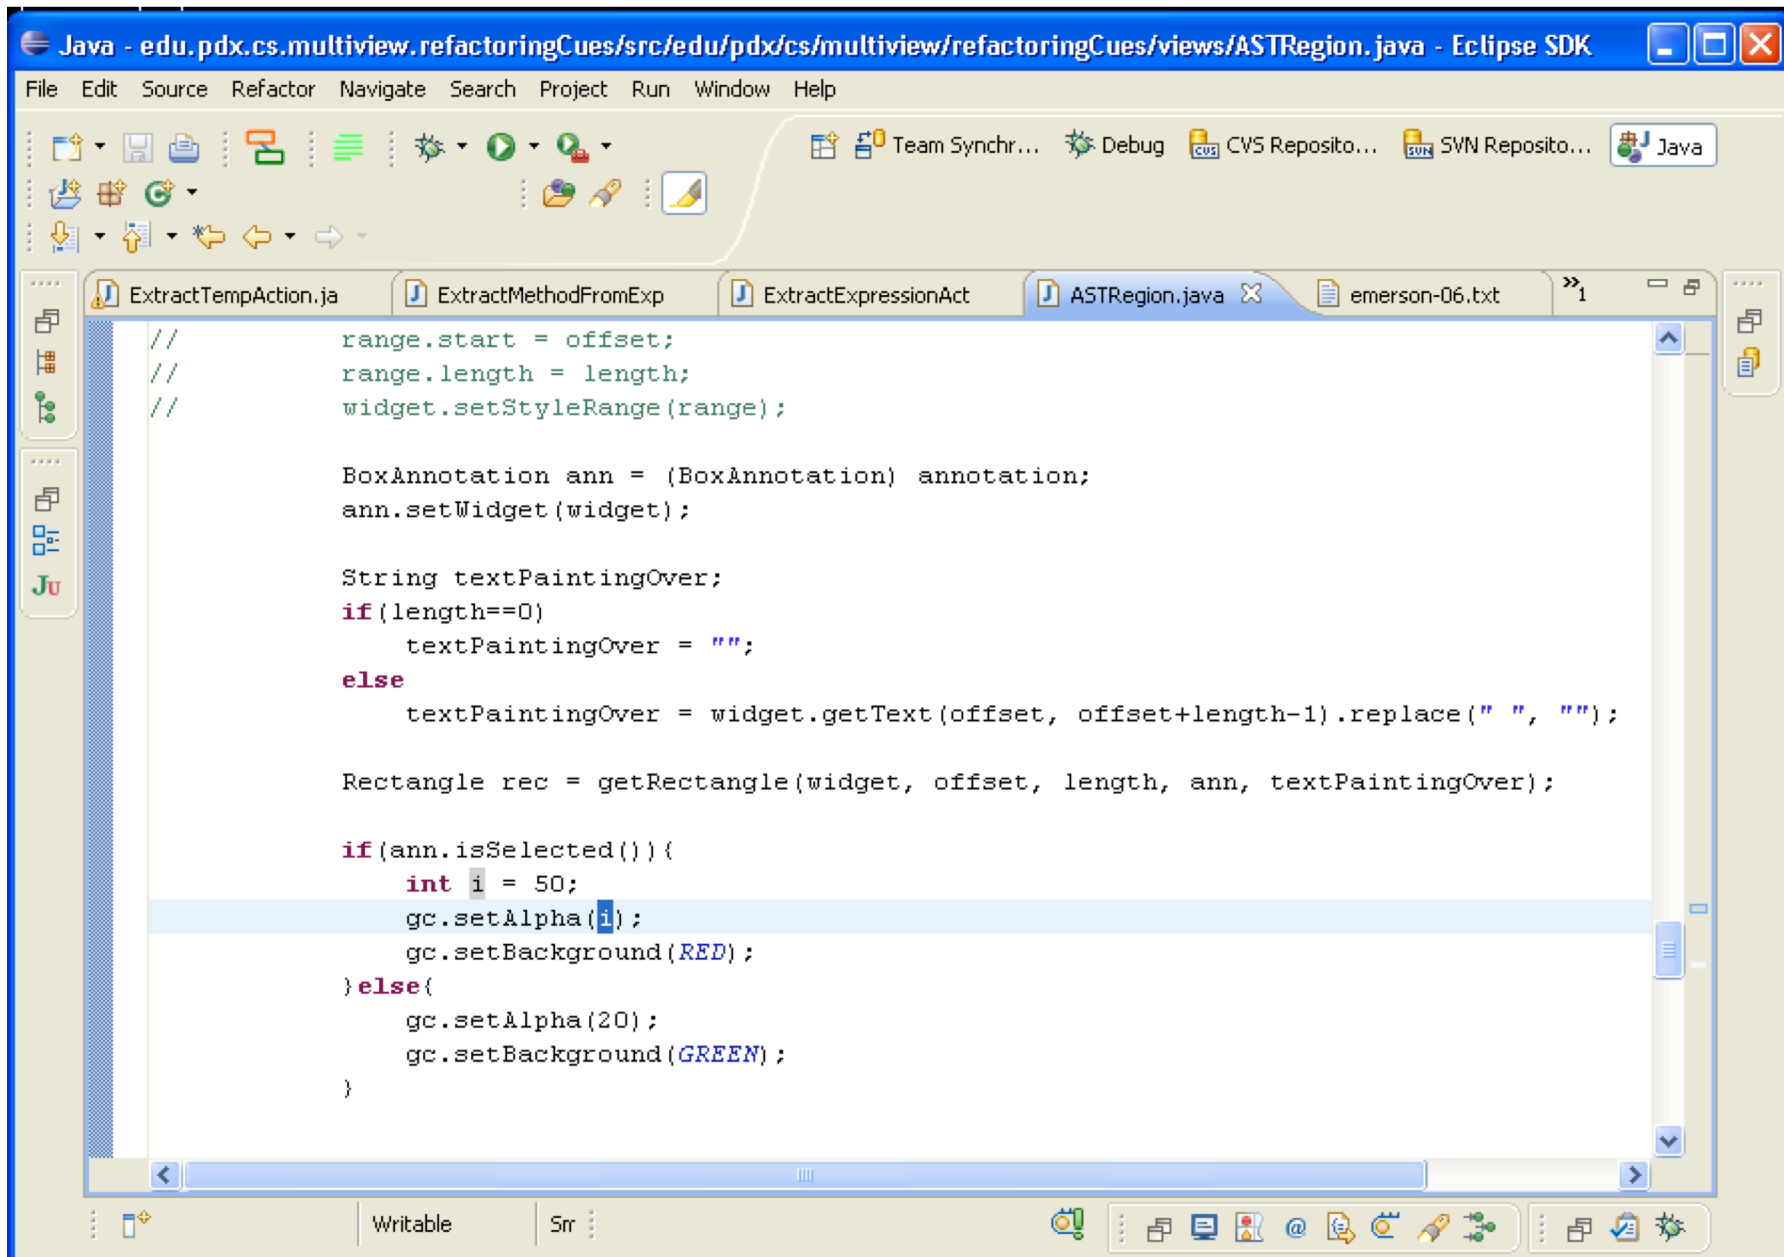 Java - edu.pdx.cs.multiview.refactoringCues/src/edu/pdx/cs/multiview/refactoringCues/views/ASTRegion.java - Eclipse SDK
File Edit Source Refactor Navigate Search Project Run Window Help
Team Synchr... Debug CVS Reposito... SVN Reposito... Java
ExtractTempAction.ja ExtractMethodFromExp ExtractExpressionAct ASTRegion.java emerson-06.txt »1
// range.start = offset;
// range.length = length;
// widget.setStyleRange(range);
BoxAnnotation ann = (BoxAnnotation) annotation;
ann.setWidget(widget);
String textPaintingOver;
if(length==0)
textPaintingOver = "";
else
textPaintingOver = widget.getText(offset, offset+length-1).replace(" ", "");
Rectangle rec = getRectangle(widget, offset, length, ann, textPaintingOver);
if(ann.isSelected()){
int i = 50;
gc.setAlpha(i);
gc.setBackground(RED);
}else{
gc.setAlpha(20);
gc.setBackground(GREEN);
}
Ju
Writable Sm